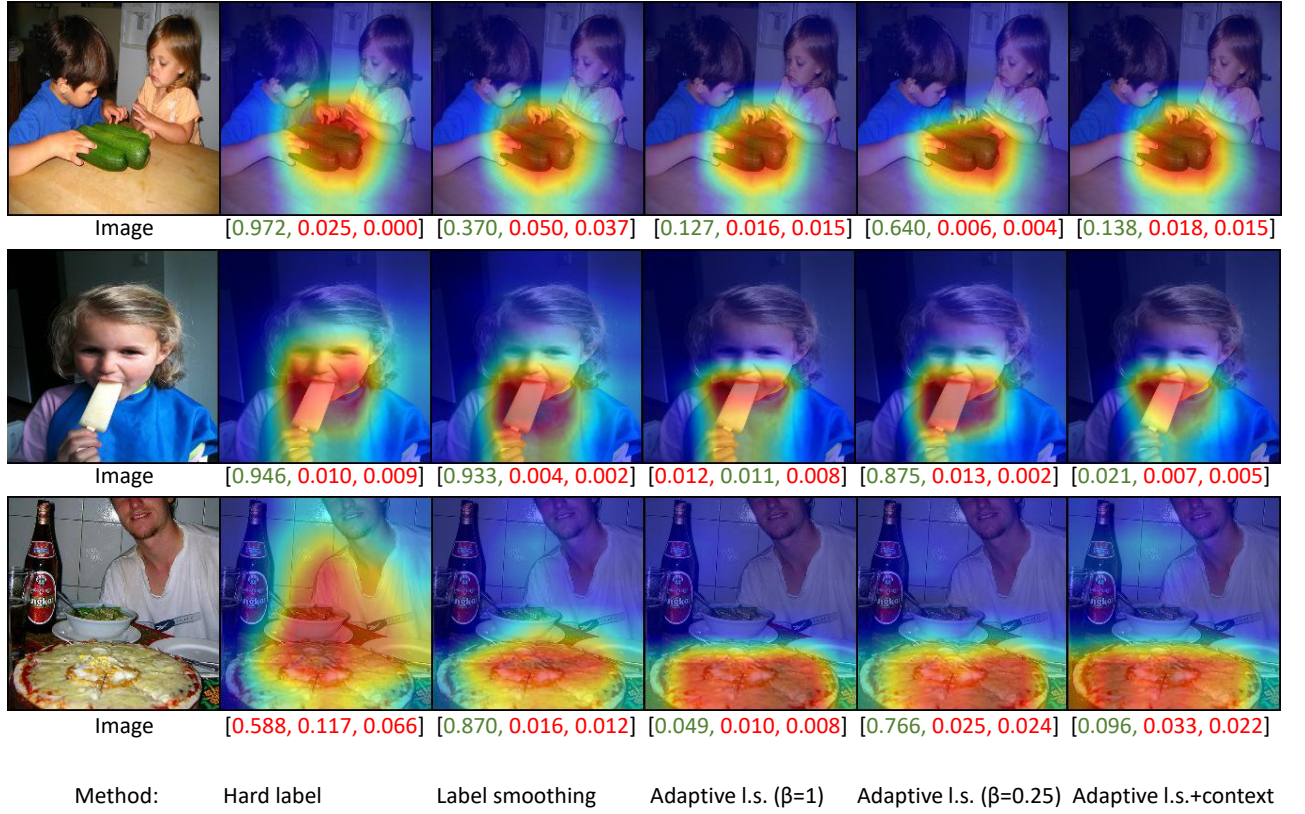 Image [0.972, 0.025, 0.000] [0.370, 0.050, 0.037] [0.127, 0.016, 0.015] [0.640, 0.006, 0.004] [0.138, 0.018, 0.015]
Image [0.946, 0.010, 0.009] [0.933, 0.004, 0.002] [0.012, 0.011, 0.008] [0.875, 0.013, 0.002] [0.021, 0.007, 0.005]
Image [0.588, 0.117, 0.066] [0.870, 0.016, 0.012] [0.049, 0.010, 0.008] [0.766, 0.025, 0.024] [0.096, 0.033, 0.022]
Method: Hard label Label smoothing Adaptive l.s. (β=1) Adaptive l.s. (β=0.25) Adaptive l.s.+context